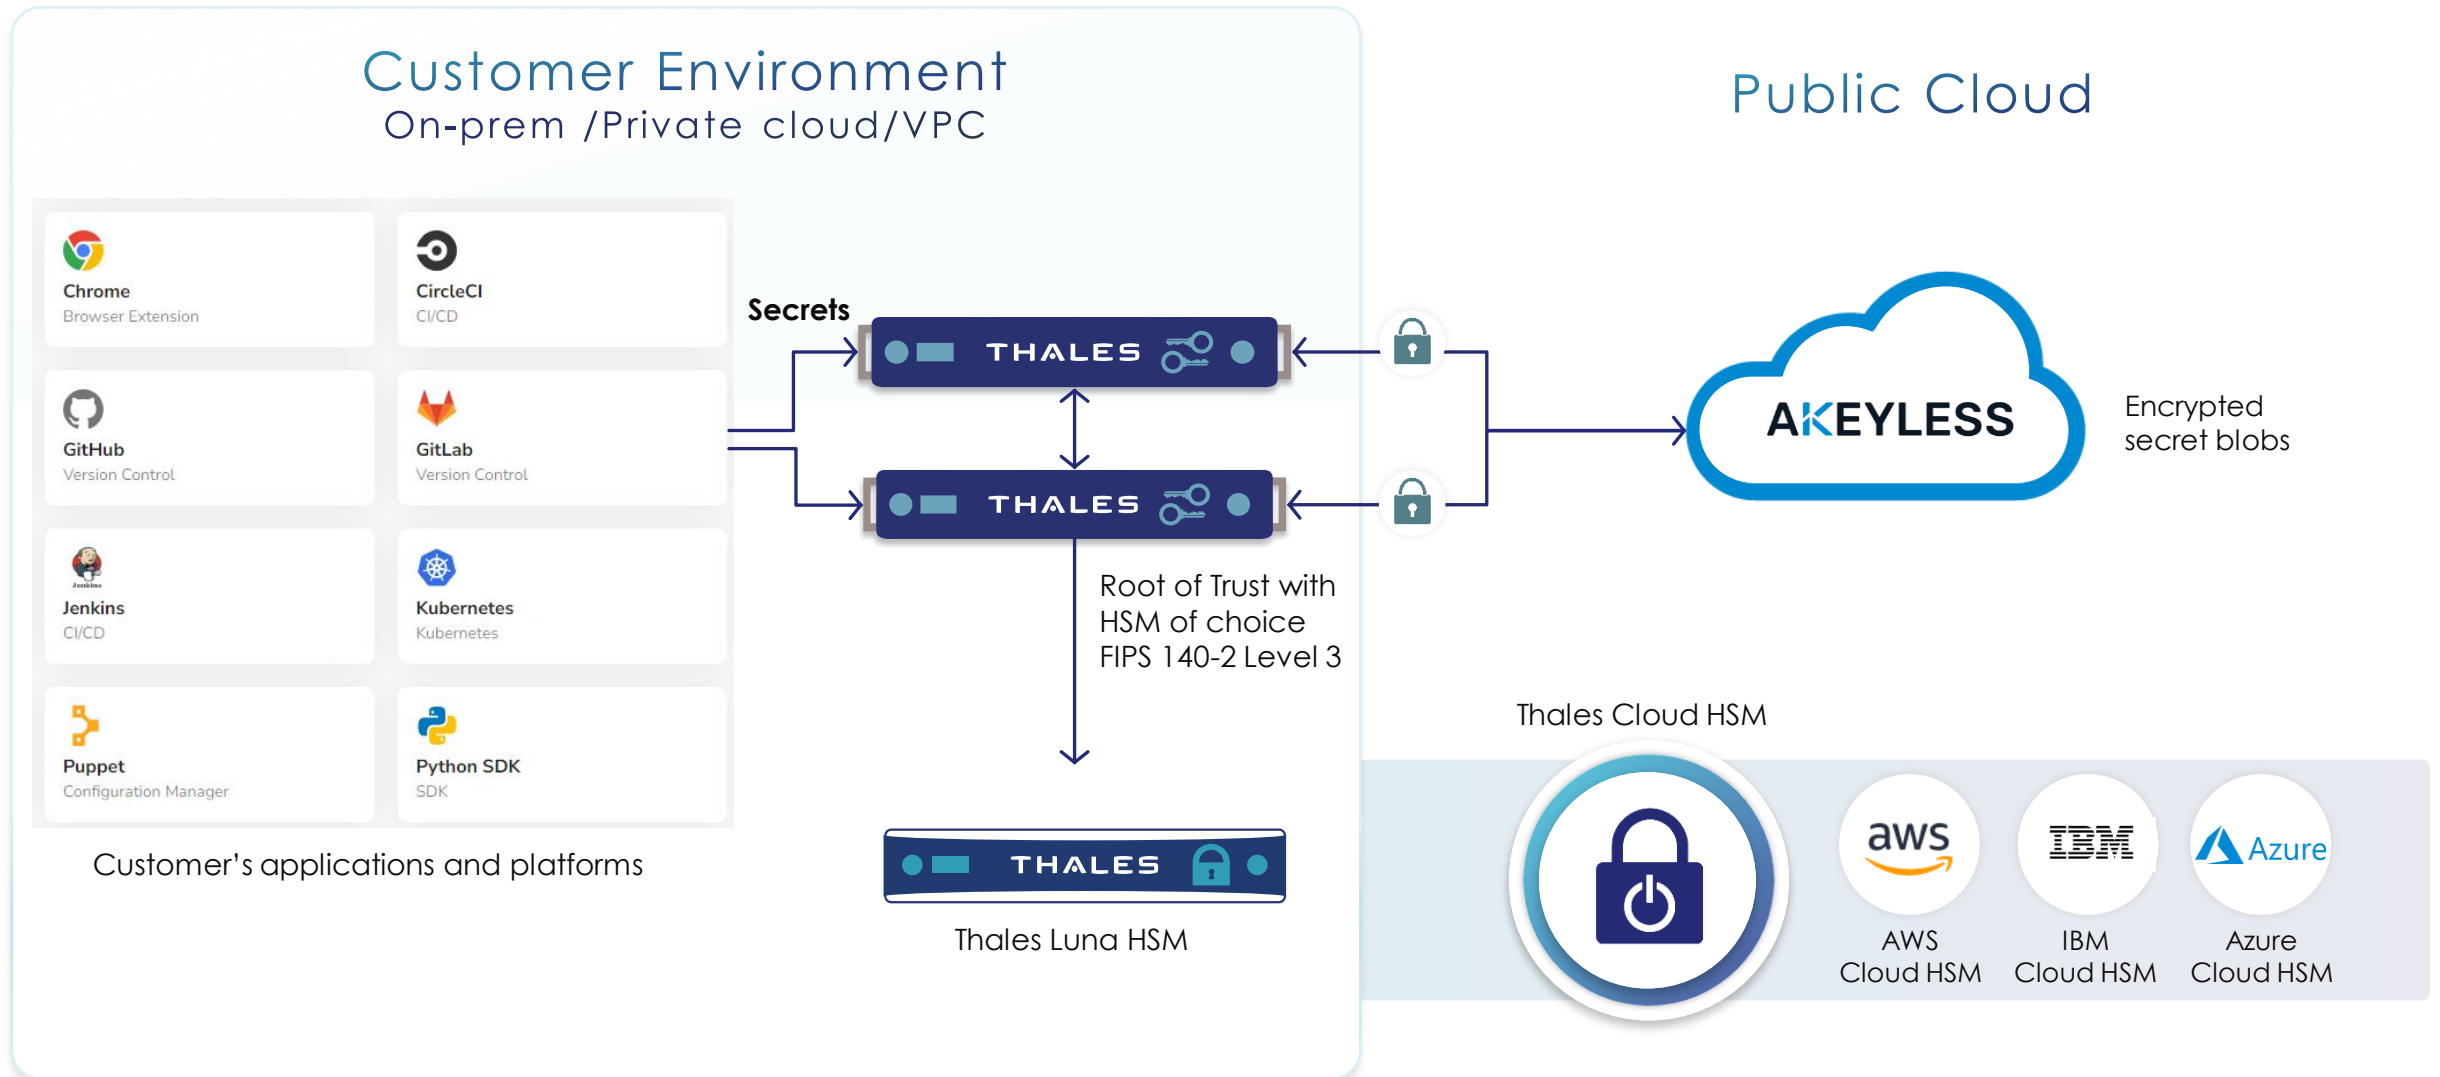 Customer Environment
On-prem /Private cloud/VPC
Public Cloud
Chrome
Browser Extension
CircleCI
CI/CD
GitHub
Version Control
GitLab
Version Control
Jenkins
Jenkins
CI/CD
Kubernetes
Kubernetes
Puppet
Configuration Manager
Python SDK
SDK
Customer's applications and platforms
Secrets
THALES
THALES
Root of Trust with
HSM of choice
FIPS 140-2 Level 3
THALES
Thales Luna HSM
AKEYLESS
Encrypted
secret blobs
Thales Cloud HSM
aws
AWS
Cloud HSM
IBM
IBM
Cloud HSM
Azure
Azure
Cloud HSM